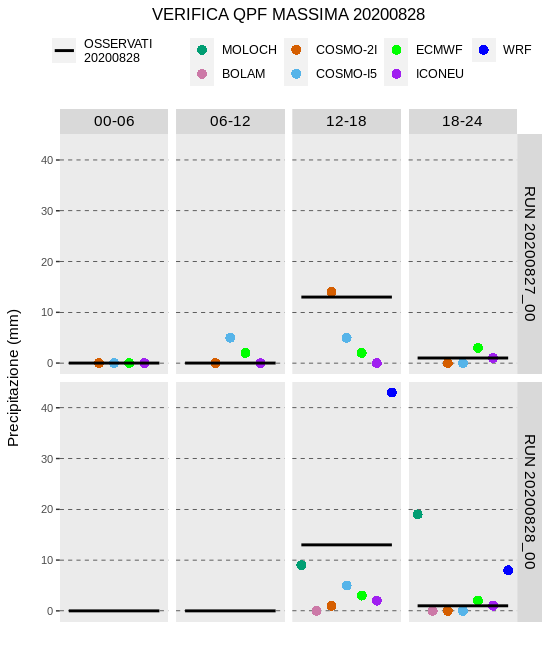 VERIFICA QPF MASSIMA 20200828
OSSERVATI
20200828
MOLOCH
COSMO-2I
ECMWF
WRF
BOLAM
COSMO-I5
ICONEU
00-06
06-12
12-18
18-24
Precipitazione (mm)
40
30
20
10
0
RUN 20200827_00
40
30
20
10
0
RUN 20200828_00